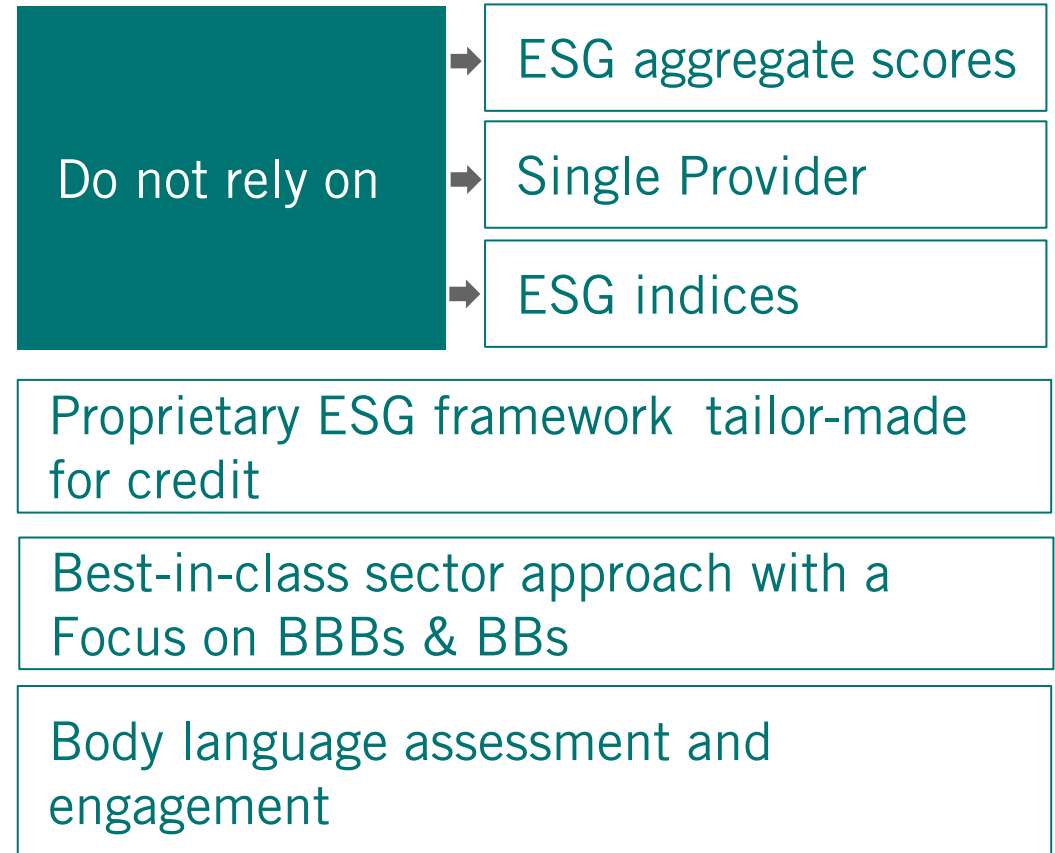 Do not rely on
ESG aggregate scores
Single Provider
ESG indices
Proprietary ESG framework  tailor-made
for credit
Best-in-class sector approach with a
Focus on BBBs & BBs
Body language assessment and
engagement